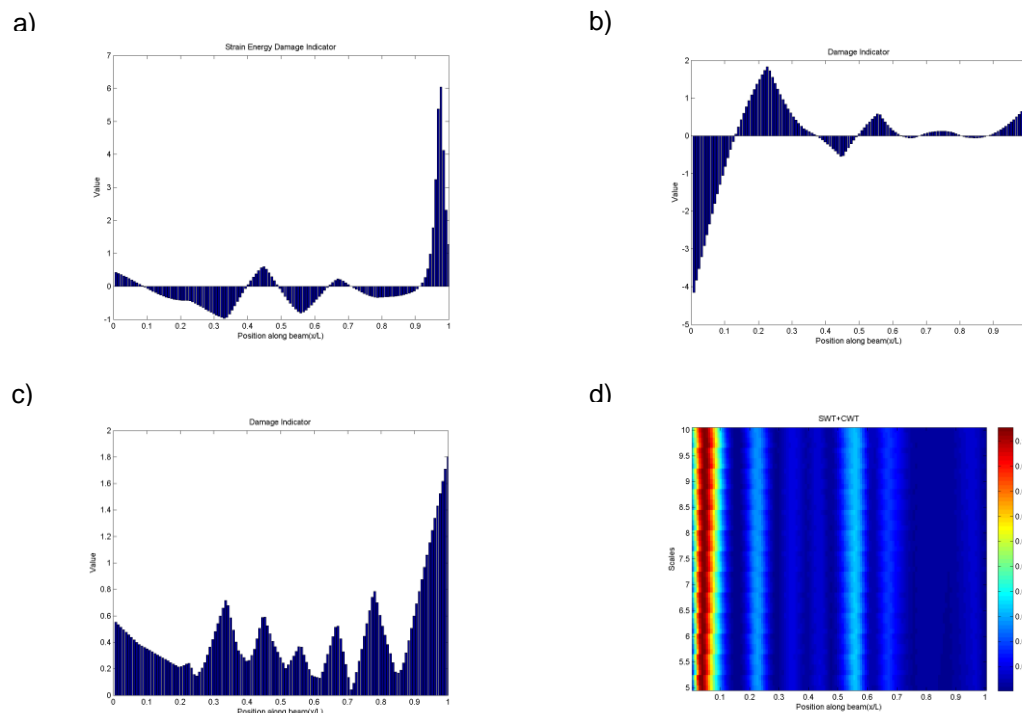 a)
Strain Energy Damage Indicator
7
6
5
4
3
2
1
0
-1
Value
0 0.1 0.2 0.3 0.4 0.5 0.6 0.7 0.8 0.9 1
Position along beam(x/L)
b)
Damage Indicator
2
1
0
-1
-2
-3
-4
-5
Value
0 0.1 0.2 0.3 0.4 0.5 0.6 0.7 0.8 0.9
Position along beam(x/L)
c)
Damage Indicator
2
1.8
1.6
1.4
1.2
1
0.8
0.6
0.4
0.2
0
Value
0 0.1 0.2 0.3 0.4 0.5 0.6 0.7 0.8 0.9 1
Position along beam(x/L)
d)
SWT+CWT
10
9.5
9
8.5
8
7.5
7
6.5
6
5.5
5
Scales
0.1 0.2 0.3 0.4 0.5 0.6 0.7 0.8 0.9 1
Position along beam(x/L)